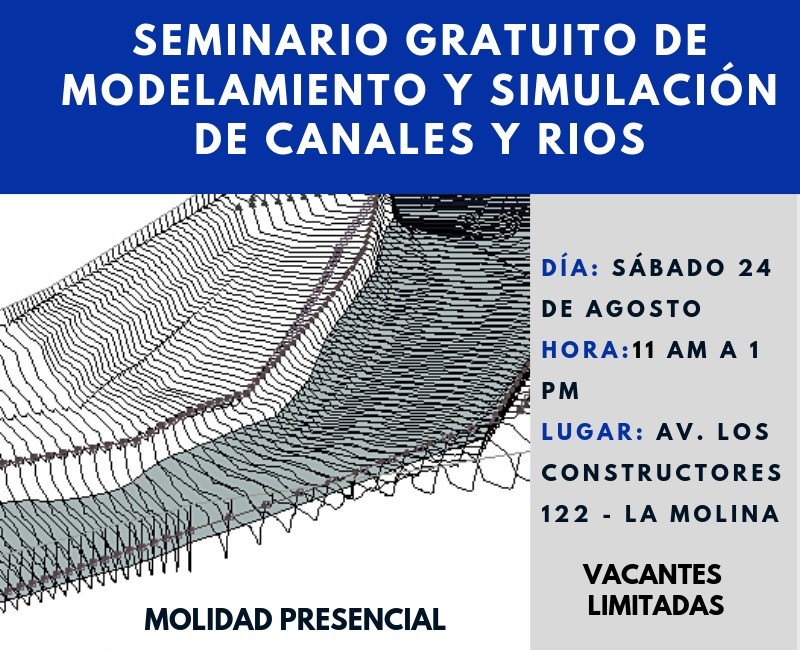 SEMINARIO GRATUITO DE
MODELAMIENTO Y SIMULACIÓN
DE CANALES Y RIOS
DÍA: SÁBADO 24
DE AGOSTO
HORA:11 AM A 1
PM
LUGAR: AV. LOS
CONSTRUCTORES
122 - LA MOLINA
VACANTES
LIMITADAS
MOLIDAD PRESENCIAL